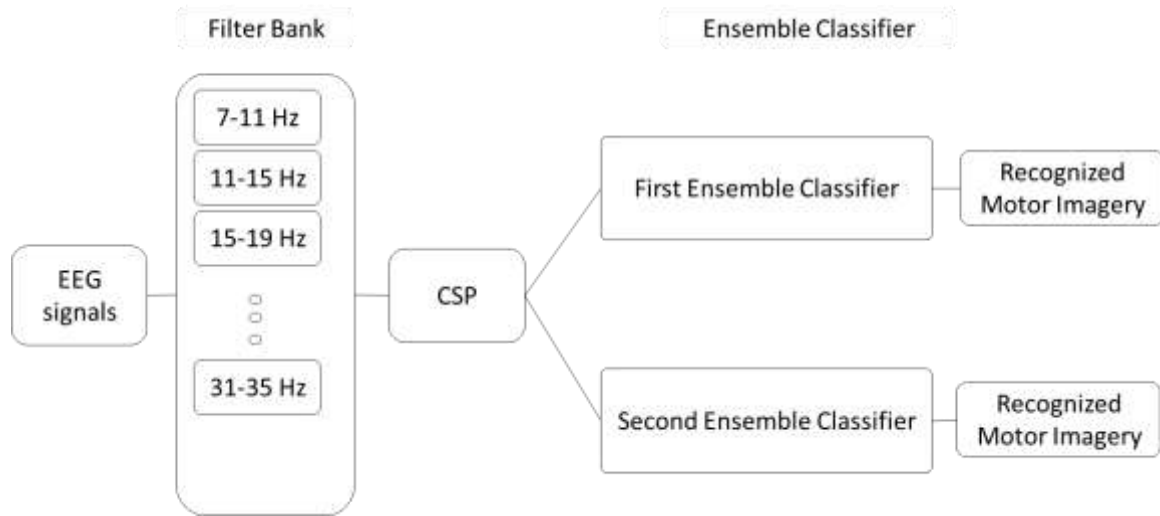 Filter Bank
Ensemble Classifier
7-11 Hz
11-15 Hz
15-19 Hz
31-35 Hz
EEG
signals
CSP
First Ensemble Classifier
Recognized
Motor Imagery
Second Ensemble Classifier
Recognized
Motor Imagery